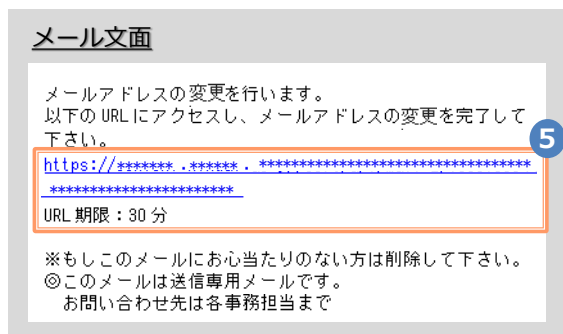 メール文面
メールアドレスの変更を行います。
以下のURLにアクセスし、メールアドレスの変更を完了して
下さい。
5
https://*******.******.**********************************
***********************
URL期限：30分
※もしこのメールにお心当たりのない方は削除して下さい。
◎このメールは送信専用メールです。
お問い合わせ先は各事務担当まで